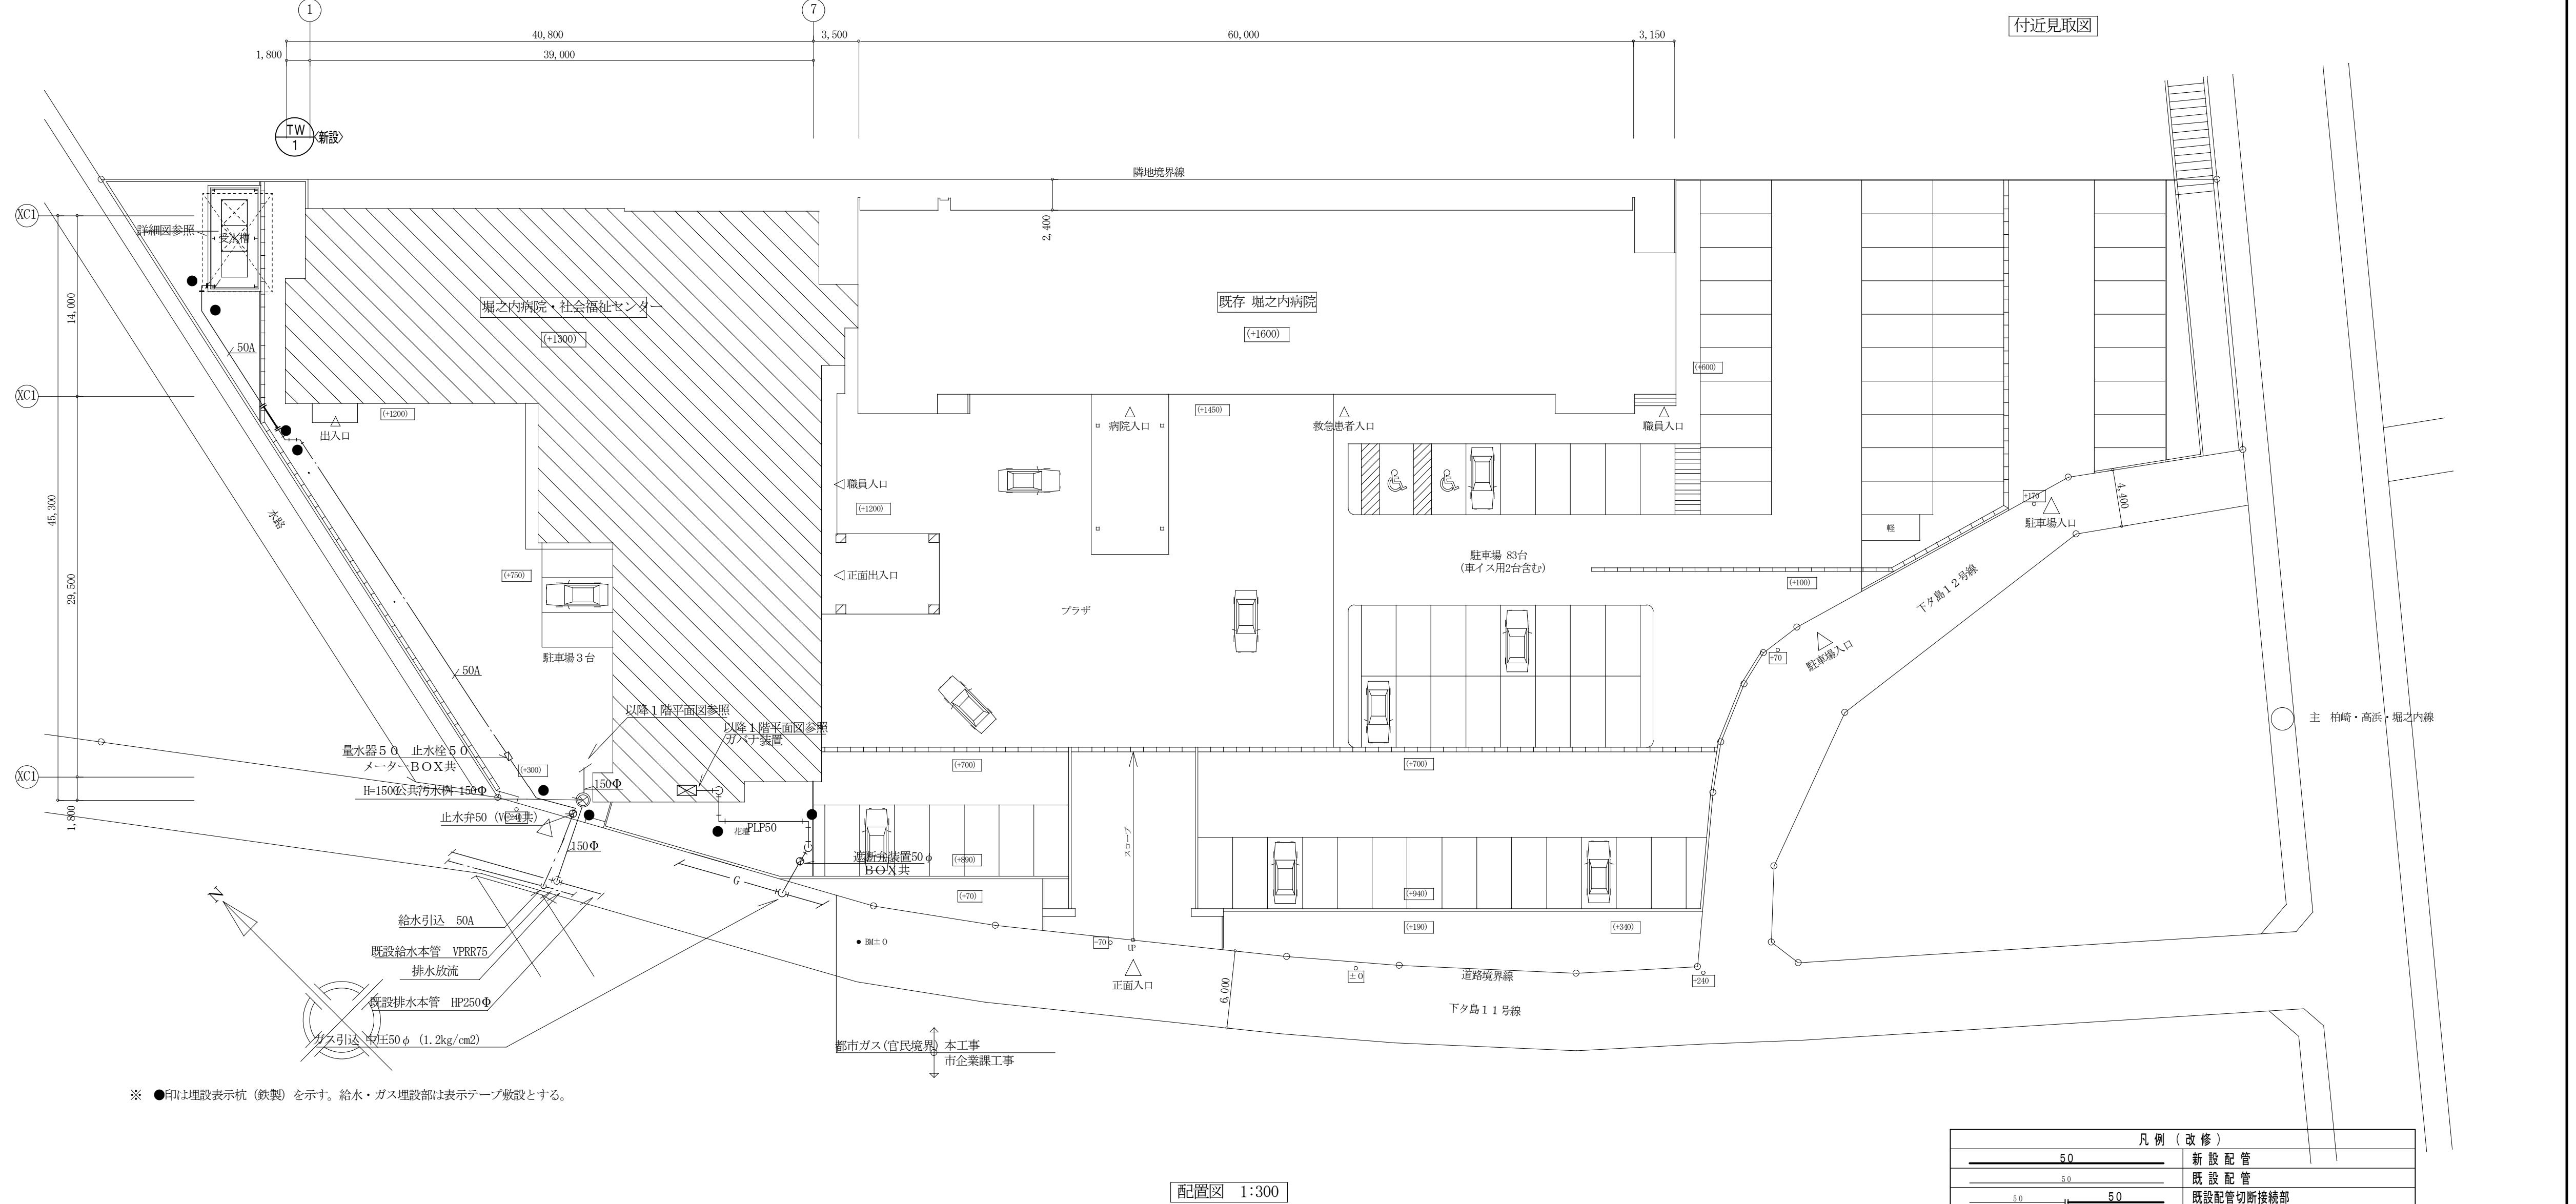 付近見取図
1
7
40,800
3,500
60,000
3,150
1,800
39,000
TW
1
〈新設〉
隣地境界線
2,400
XC1
XC1
XC1
詳細図参照
受水槽
14,000
29,500
45,300
1,800
50A
堀之内病院・社会福祉センター
(+1300)
既存 堀之内病院
(+1600)
(+600)
(+1200)
出入口
病院入口
(+1450)
救急患者入口
職員入口
職員入口
(+1200)
水路
+170
4,400
駐車場入口
軽
駐車場 83台
(車イス用2台含む)
(+750)
正面出入口
プラザ
(+100)
下タ島12号線
駐車場3台
50A
+70
駐車場入口
以降1階平面図参照
以降1階平面図参照
ガバナ装置
主 柏崎・高浜・堀之内線
量水器50 止水栓50
メーターBOX共
(+300)
(+700)
(+700)
H=1500公共汚水桝 150Φ
150Φ
止水弁50 (VC-1共)
+240
花壇
PLP50
スロープ
150Φ
遮断弁装置50φ
BOX共
(+890)
(+70)
(+940)
(+190)
(+340)
G
N
給水引込 50A
既設給水本管 VPRR75
排水放流
既設排水本管 HP250Φ
ガス引込 中圧50φ (1.2kg/cm2)
BM±0
-70
UP
正面入口
6,000
±0
道路境界線
+240
下タ島11号線
都市ガス(官民境界) 本工事
市企業課工事
※ ●印は埋設表示杭(鉄製)を示す。給水・ガス埋設部は表示テープ敷設とする。
配置図 1:300
凡例(改修)
50 新設配管
50 既設配管
50 50 既設配管切断接続部